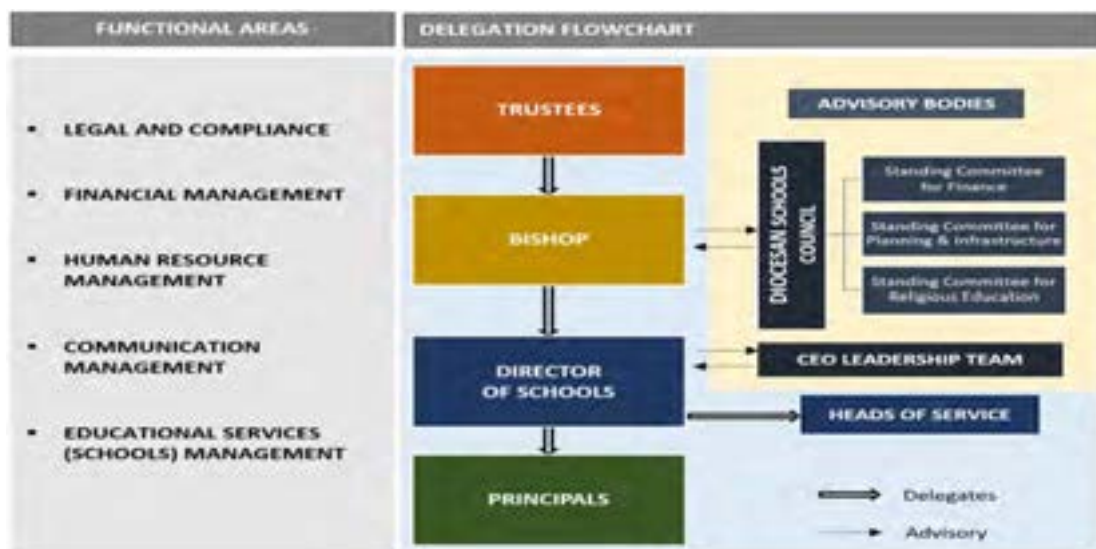 FUNCTIONAL AREAS
▪ LEGAL AND COMPLIANCE
▪ FINANCIAL MANAGEMENT
▪ HUMAN RESOURCE
MANAGEMENT
▪ COMMUNICATION
MANAGEMENT
▪ EDUCATIONAL SERVICES
(SCHOOLS) MANAGEMENT
DELEGATION FLOWCHART
TRUSTEES
BISHOP
DIRECTOR
OF SCHOOLS
PRINCIPALS
ADVISORY BODIES
DIOCESAN SCHOOLS
COUNCIL
Standing Committee
for Finance
Standing Committee for
Planning & Infrastructure
Standing Committee for
Religious Education
CEO LEADERSHIP TEAM
HEADS OF SERVICE
Delegates
Advisory